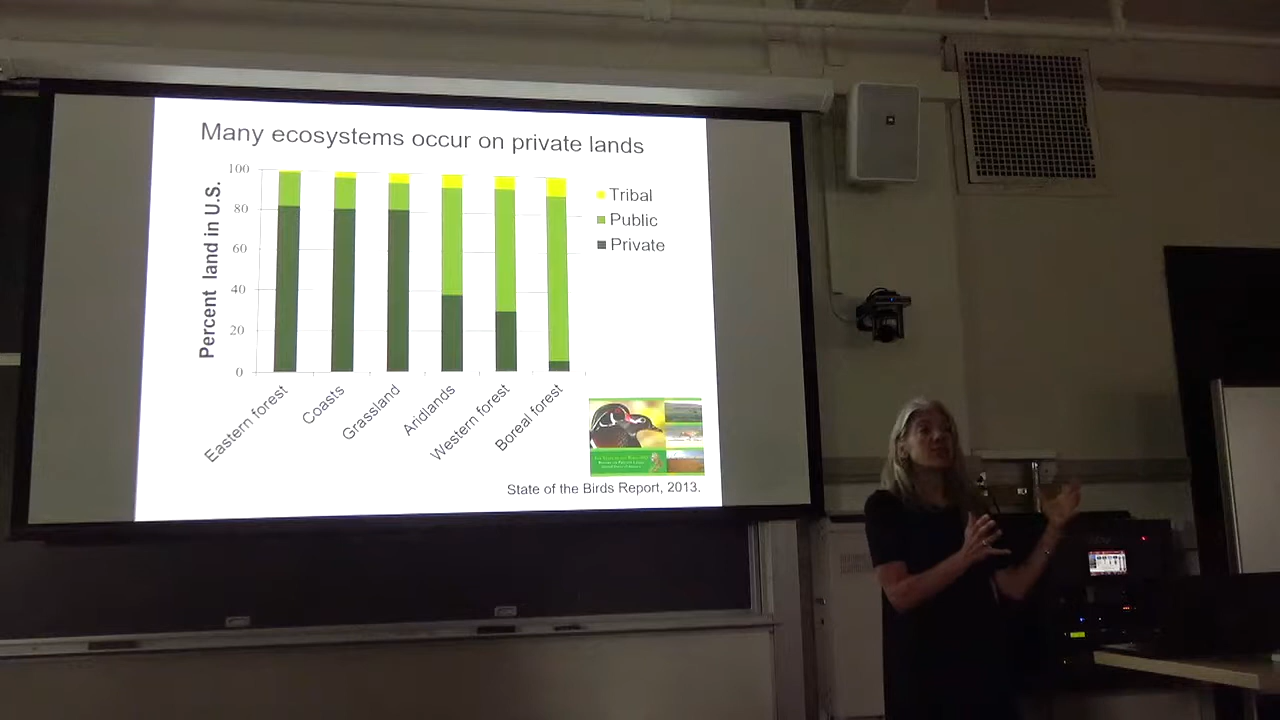 Many ecosystems occur on private lands
Percent land in U.S.
100
80
60
40
20
0
Eastern forest
Coasts
Grassland
Aridlands
Western forest
Boreal forest
Tribal
Public
Private
State of the Birds Report, 2013.